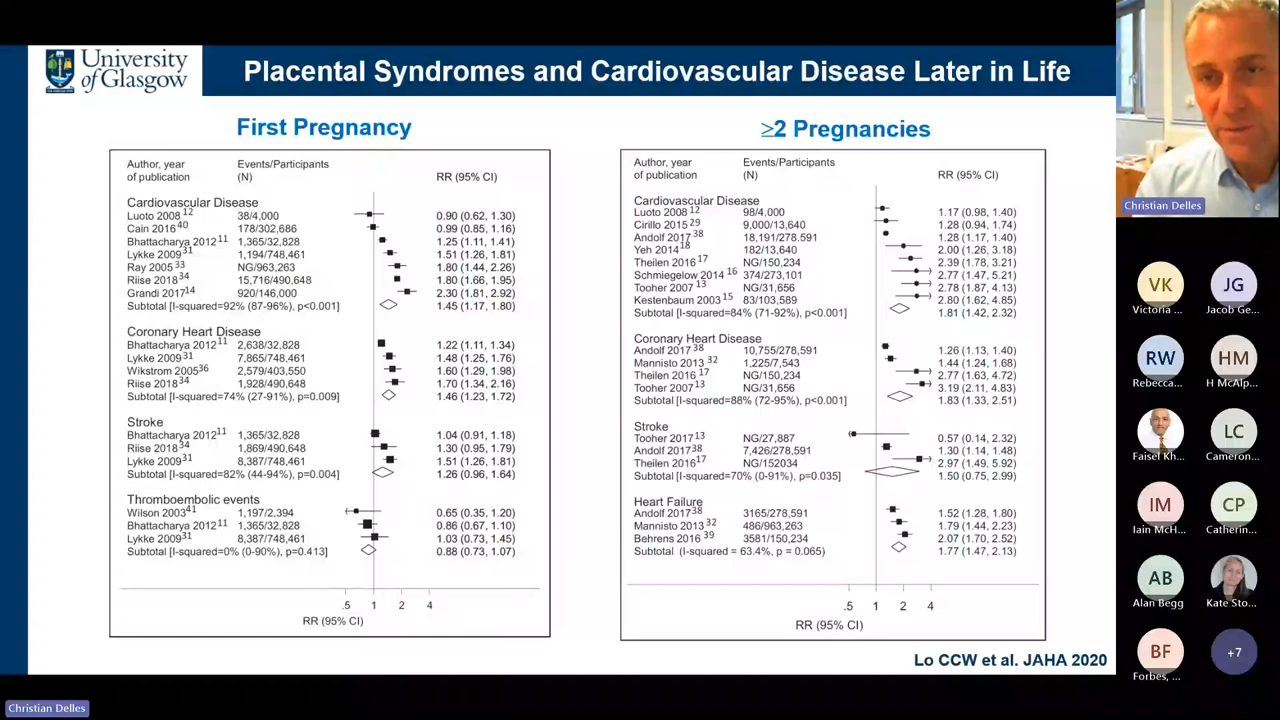 University
of Glasgow
Placental Syndromes and Cardiovascular Disease Later in Life
First Pregnancy
Author, year Events/Participants
of publication (N) RR (95% CI)
Cardiovascular Disease
Luoto 2008 12 38/4,000 0.90 (0.62, 1.30)
Cain 2016 40 178/302,686 0.99 (0.85, 1.16)
Bhattacharya 2012 11 1,365/32,828 1.25 (1.11, 1.41)
Lykke 2009 31 1,194/748,461 1.51 (1.26, 1.81)
Ray 2005 33 NG/963,263 1.80 (1.44, 2.26)
Riise 2018 34 15,716/490,648 1.80 (1.66, 1.95)
Grandi 2017 14 920/146,000 2.30 (1.81, 2.92)
Subtotal [I-squared=92% (87-96%), p<0.001] 1.45 (1.17, 1.80)
Coronary Heart Disease
Bhattacharya 2012 11 2,638/32,828 1.22 (1.11, 1.34)
Lykke 2009 31 7,865/748,461 1.48 (1.25, 1.76)
Wikstrom 2005 36 2,579/403,550 1.60 (1.29, 1.98)
Riise 2018 34 1,928/490,648 1.70 (1.34, 2.16)
Subtotal [I-squared=74% (27-91%), p=0.009] 1.46 (1.23, 1.72)
Stroke
Bhattacharya 2012 11 1,365/32,828 1.04 (0.91, 1.18)
Riise 2018 34 1,869/490,648 1.30 (0.95, 1.79)
Lykke 2009 31 8,387/748,461 1.51 (1.26, 1.81)
Subtotal [I-squared=82% (44-94%), p=0.004] 1.26 (0.96, 1.64)
Thromboembolic events
Wilson 2003 41 1,197/2,394 0.65 (0.35, 1.20)
Bhattacharya 2012 11 1,365/32,828 0.86 (0.67, 1.10)
Lykke 2009 31 8,387/748,461 1.03 (0.73, 1.45)
Subtotal [I-squared=0% (0-90%), p=0.413] 0.88 (0.73, 1.07)
.5 1 2 4
RR (95% CI)
≥2 Pregnancies
Author, year Events/Participants
of publication (N) RR (95% CI)
Cardiovascular Disease
Luoto 2008 12 98/4,000 1.17 (0.98, 1.40)
Cirillo 2015 29 9,000/13,640 1.28 (0.94, 1.74)
Andolf 2017 38 18,191/278.591 1.28 (1.17, 1.40)
Yeh 2014 18 182/13,640 2.00 (1.26, 3.18)
Theilen 2016 17 NG/150,234 2.39 (1.78, 3.21)
Schmiegelow 2014 16 374/273,101 2.77 (1.47, 5.21)
Tooher 2007 13 NG/31,656 2.78 (1.87, 4.13)
Kestenbaum 2003 15 83/103,589 2.80 (1.62, 4.85)
Subtotal [I-squared=84% (71-92%), p<0.001] 1.81 (1.42, 2.32)
Coronary Heart Disease
Andolf 2017 38 10,755/278,591 1.26 (1.13, 1.40)
Mannisto 2013 32 1,225/7,543 1.44 (1.24, 1.68)
Theilen 2016 17 NG/150,234 2.77 (1.63, 4.72)
Tooher 2007 13 NG/31,656 3.19 (2.11, 4.83)
Subtotal [I-squared=88% (72-95%), p<0.001] 1.83 (1.33, 2.51)
Stroke
Tooher 2017 13 NG/27,887 0.57 (0.14, 2.32)
Andolf 2017 38 7,426/278,591 1.30 (1.14, 1.48)
Theilen 2016 17 NG/152034 2.97 (1.49, 5.92)
Subtotal [I-squared=70% (0-91%), p=0.035] 1.50 (0.75, 2.99)
Heart Failure
Andolf 2017 38 3165/278,591 1.52 (1.28, 1.80)
Mannisto 2013 32 486/963,263 1.79 (1.44, 2.23)
Behrens 2016 39 3581/150,234 2.07 (1.70, 2.52)
Subtotal (I-squared = 63.4%, p = 0.065) 1.77 (1.47, 2.13)
.5 1 2 4
RR (95% CI)
Lo CCW et al. JAHA 2020
Christian Delles
VK JG
Victoria ... Jacob Ge...
RW HM
Rebecca... H McAlp...
LC
Faisel Kh... Cameron...
IM CP
Iain McH... Catherin...
AB
Alan Begg Kate Sto...
BF +7
Forbes, ...
Christian Delles